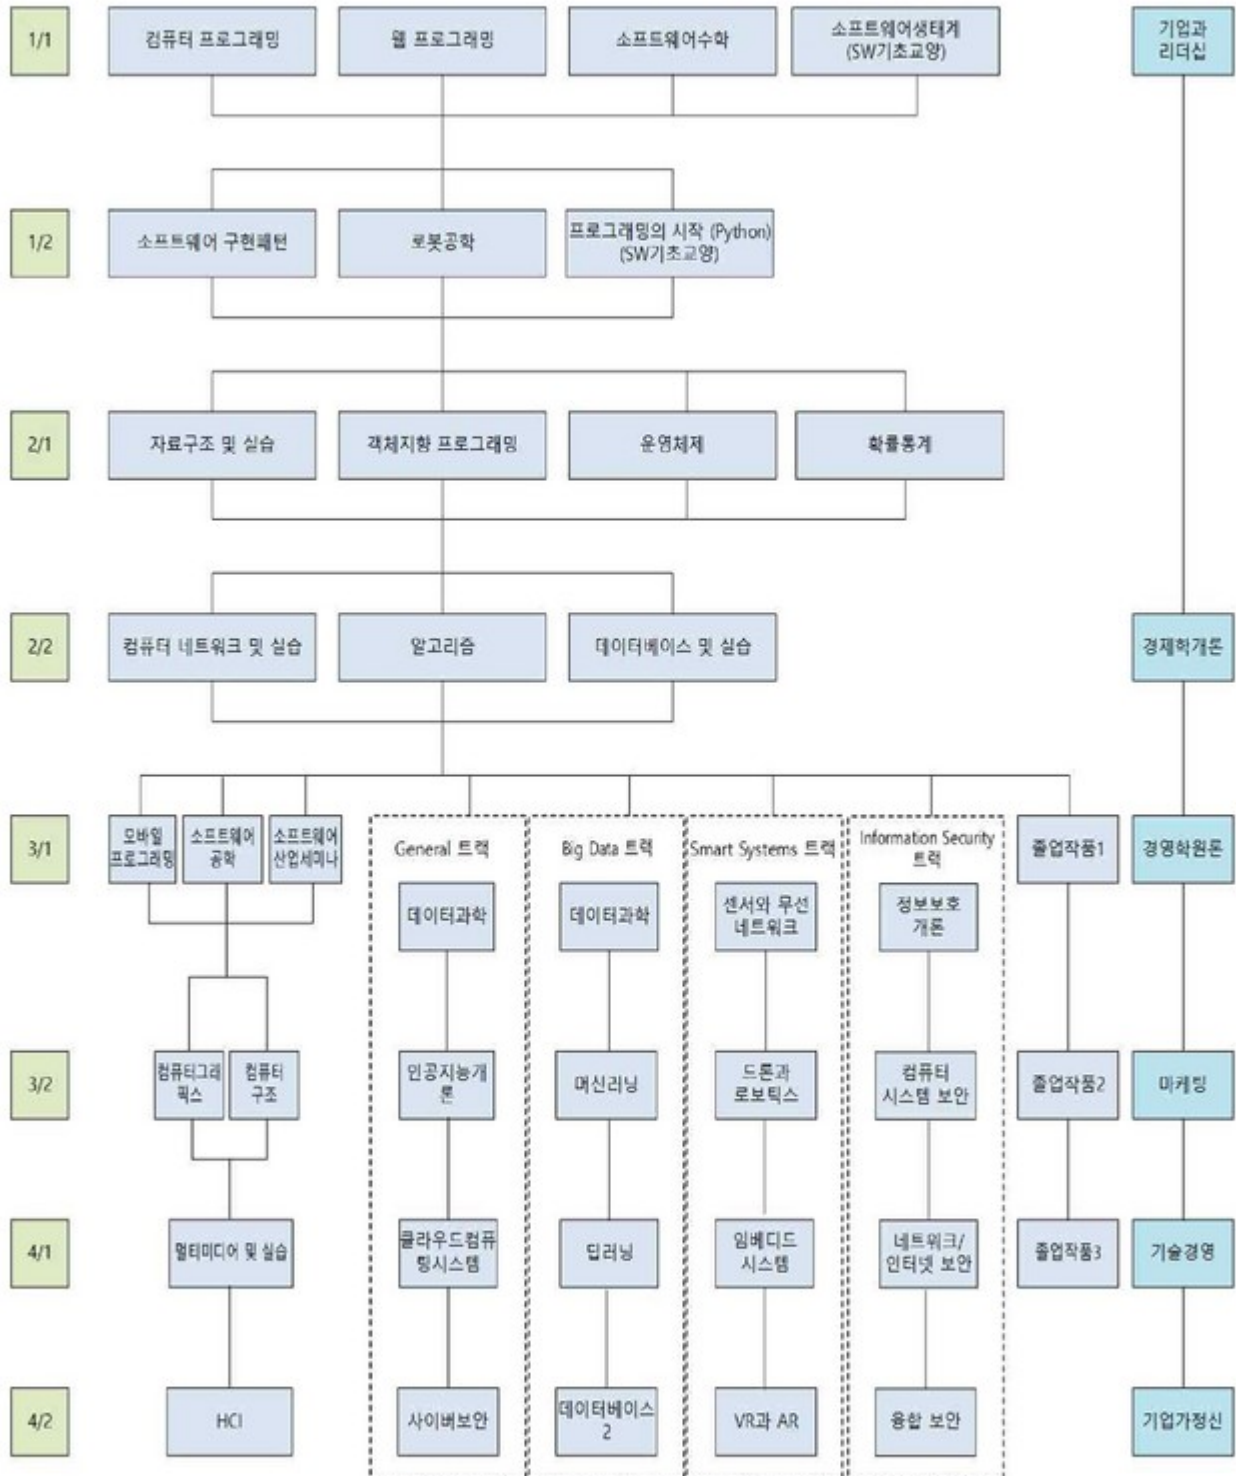 1/1
컴퓨터 프로그래밍
웹 프로그래밍
소프트웨어수학
소프트웨어생태계
(SW기초교양)
기업과
리더십
1/2
소프트웨어 구현패턴
로봇공학
프로그래밍의 시작 (Python)
(SW기초교양)
2/1
자료구조 및 실습
객체지향 프로그래밍
운영체제
확률통계
2/2
컴퓨터 네트워크 및 실습
알고리즘
데이터베이스 및 실습
경제학개론
3/1
모바일
프로그래밍
소프트웨어
공학
소프트웨어
산업세미나
General 트랙
데이터과학
Big Data 트랙
데이터과학
Smart Systems 트랙
센서와 무선
네트워크
Information Security
트랙
정보보호
개론
졸업작품1
경영학원론
3/2
컴퓨터그래
픽스
컴퓨터
구조
인공지능개
론
머신러닝
드론과
로보틱스
컴퓨터
시스템 보안
졸업작품2
마케팅
4/1
멀티미디어 및 실습
클라우드컴퓨
팅시스템
딥러닝
임베디드
시스템
네트워크/
인터넷 보안
졸업작품3
기술경영
4/2
HCI
사이버보안
데이터베이스
2
VR과 AR
융합 보안
기업가정신